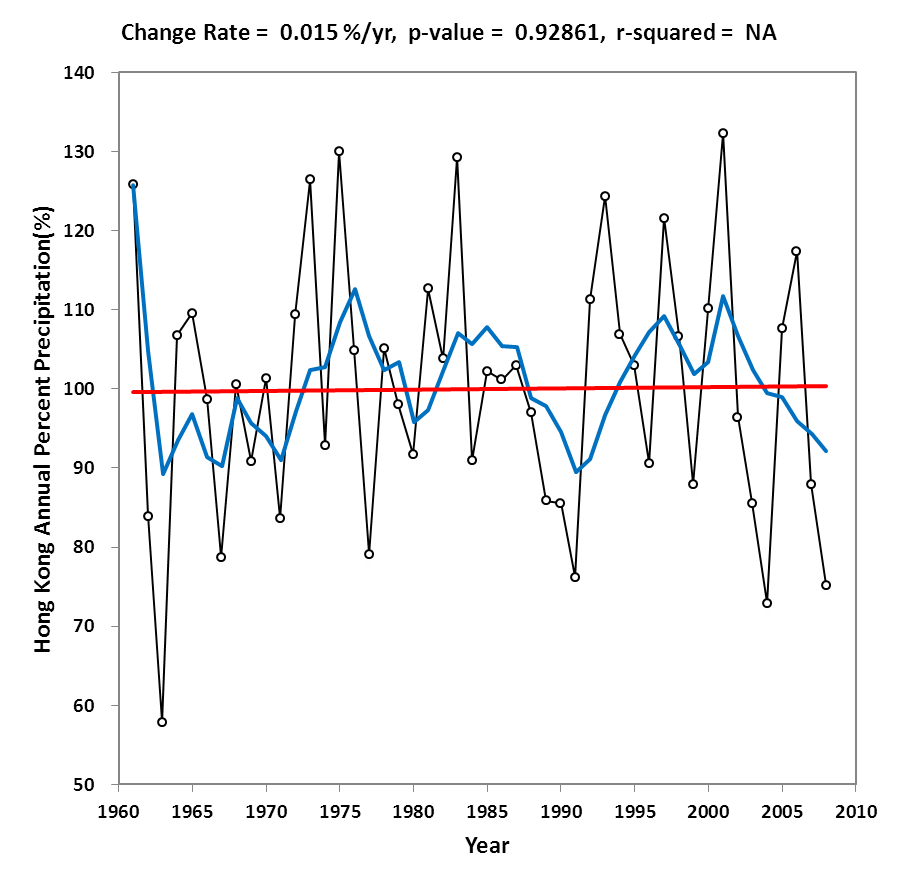 Change Rate = 0.015 %/yr, p-value = 0.92861, r-squared = NA
Hong Kong Annual Percent Precipitation(%)
140
130
120
110
100
90
80
70
60
50
1960 1965 1970 1975 1980 1985 1990 1995 2000 2005 2010
Year